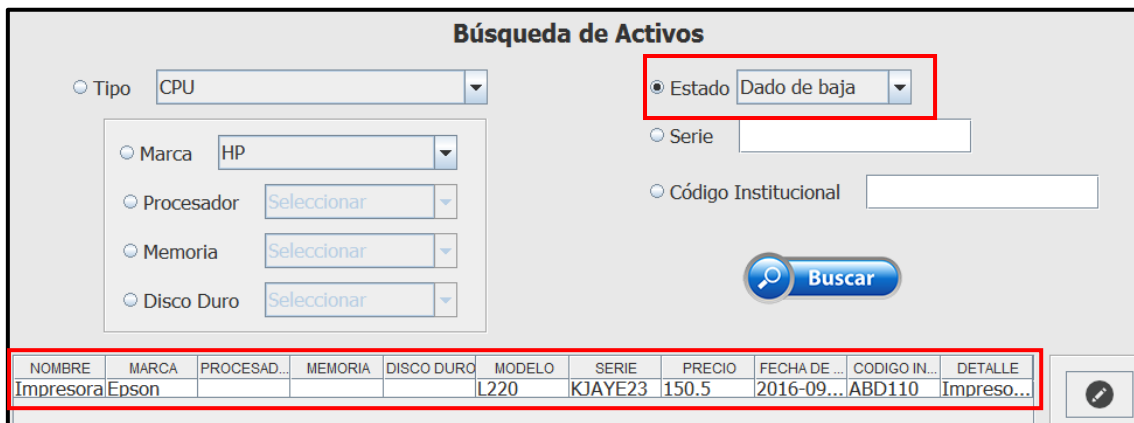 Búsqueda de Activos
Tipo CPU
Estado Dado de baja
Marca HP
Serie
Procesador Seleccionar
Código Institucional
Memoria Seleccionar
Disco Duro Seleccionar
Buscar
NOMBRE MARCA PROCESAD... MEMORIA DISCO DURO MODELO SERIE PRECIO FECHA DE ... CODIGO IN... DETALLE
Impresora Epson L220 KJAYE23 150.5 2016-09... ABD110 Impreso...